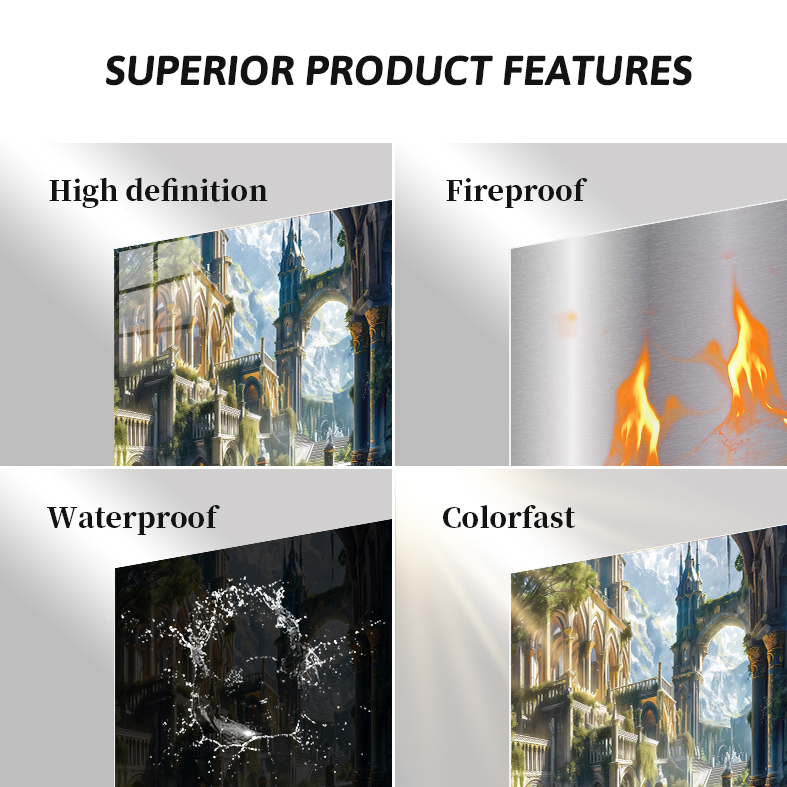 SUPERIOR PRODUCT FEATURES
High definition
Fireproof
Waterproof
Colorfast